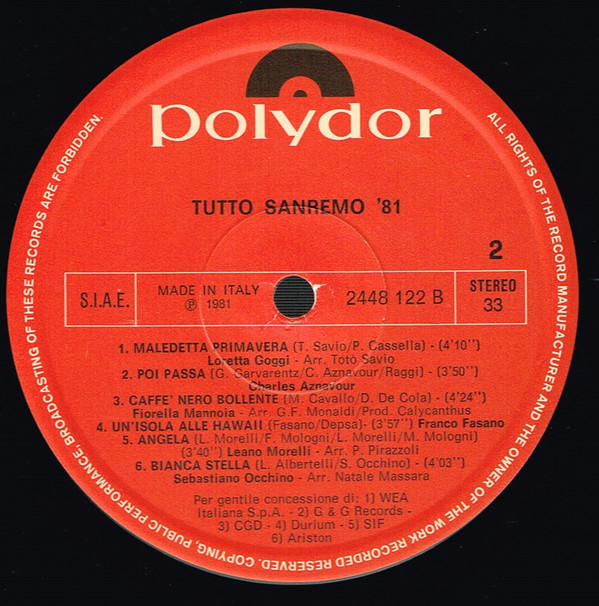 polydor
TUTTO SANREMO '81
2
S.I.A.E.
MADE IN ITALY
℗ 1981
2448 122 B
STEREO
33
1. MALEDETTA PRIMAVERA (T. Savio/P. Cassella) - (4'10")
Loretta Goggi - Arr. Totò Savio
2. POI PASSA (G. Garvarentz/C. Aznavour/Raggi) - (3'50")
Charles Aznavour
3. CAFFE' NERO BOLLENTE (M. Cavallo/D. De Cola) - (4'24")
Fiorella Mannoia - Arr. G.F. Monaldi/Prod. Calycanthus
4. UN'ISOLA ALLE HAWAII (Fasano/Depsa)- (3'57") Franco Fasano
5. ANGELA (L. Morelli/F. Mologni/L. Morelli/M. Mologni)
(3'40") Leano Morelli - Arr. P. Pirazzoli
6. BIANCA STELLA (L. Albertelli/S. Occhino) - (4'03")
Sebastiano Occhino - Arr. Natale Massara
Per gentile concessione di: 1) WEA
Italiana S.p.A. - 2) G & G Records -
3) CGD - 4) Durium - 5) SIF
6) Ariston
ALL RIGHTS OF THE RECORD MANUFACTURER AND THE OWNER OF THE WORK RECORDED RESERVED. COPYING, PUBLIC PERFORMANCE, BROADCASTING OF THESE RECORDS ARE FORBIDDEN.